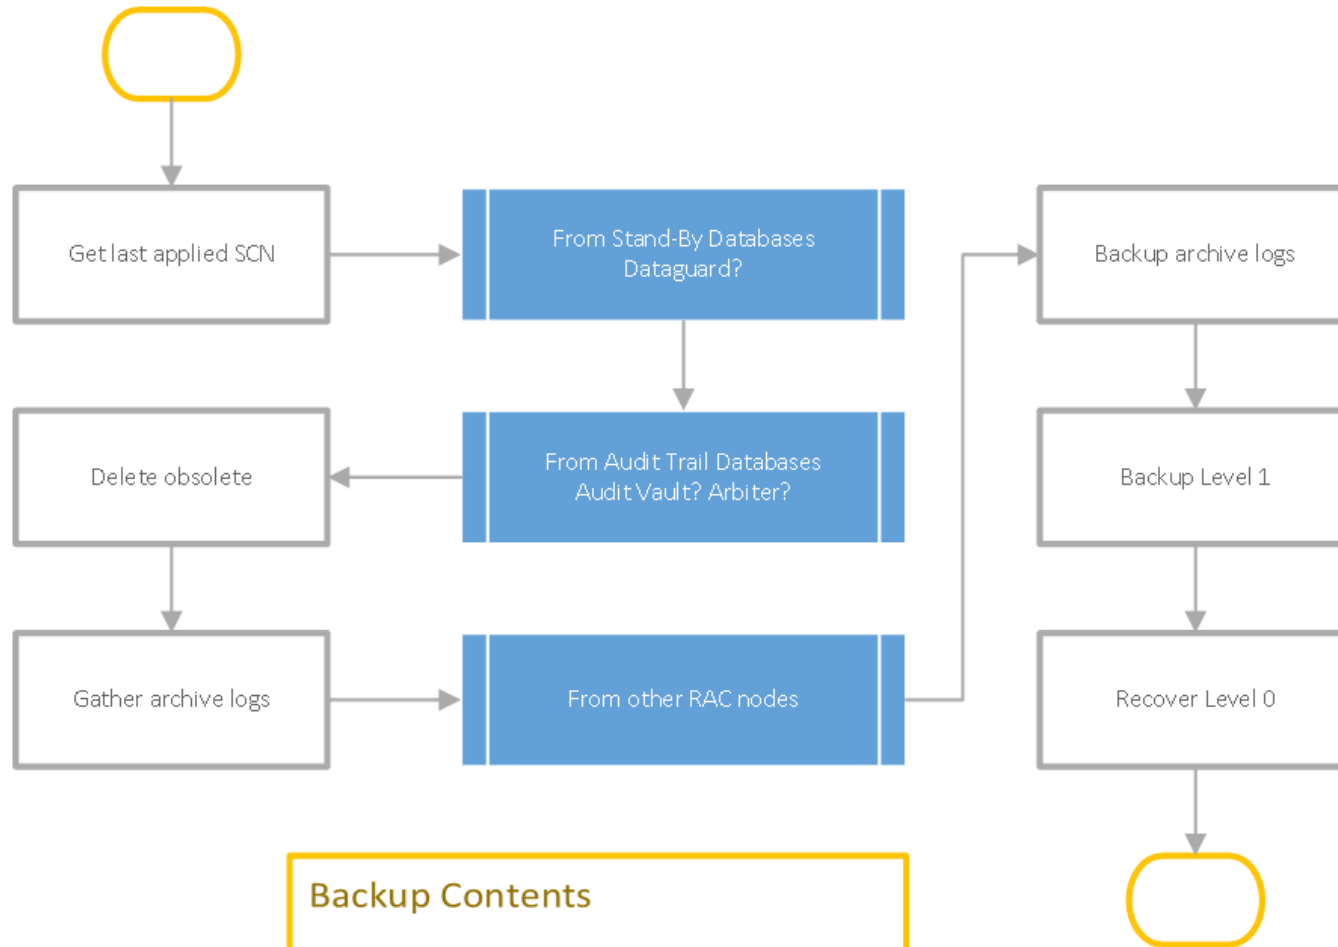 Get last applied SCN
From Stand-By Databases
Dataguard?
Backup archive logs
Delete obsolete
From Audit Trail Databases
Audit Vault? Arbiter?
Backup Level 1
Gather archive logs
From other RAC nodes
Recover Level 0
Backup Contents